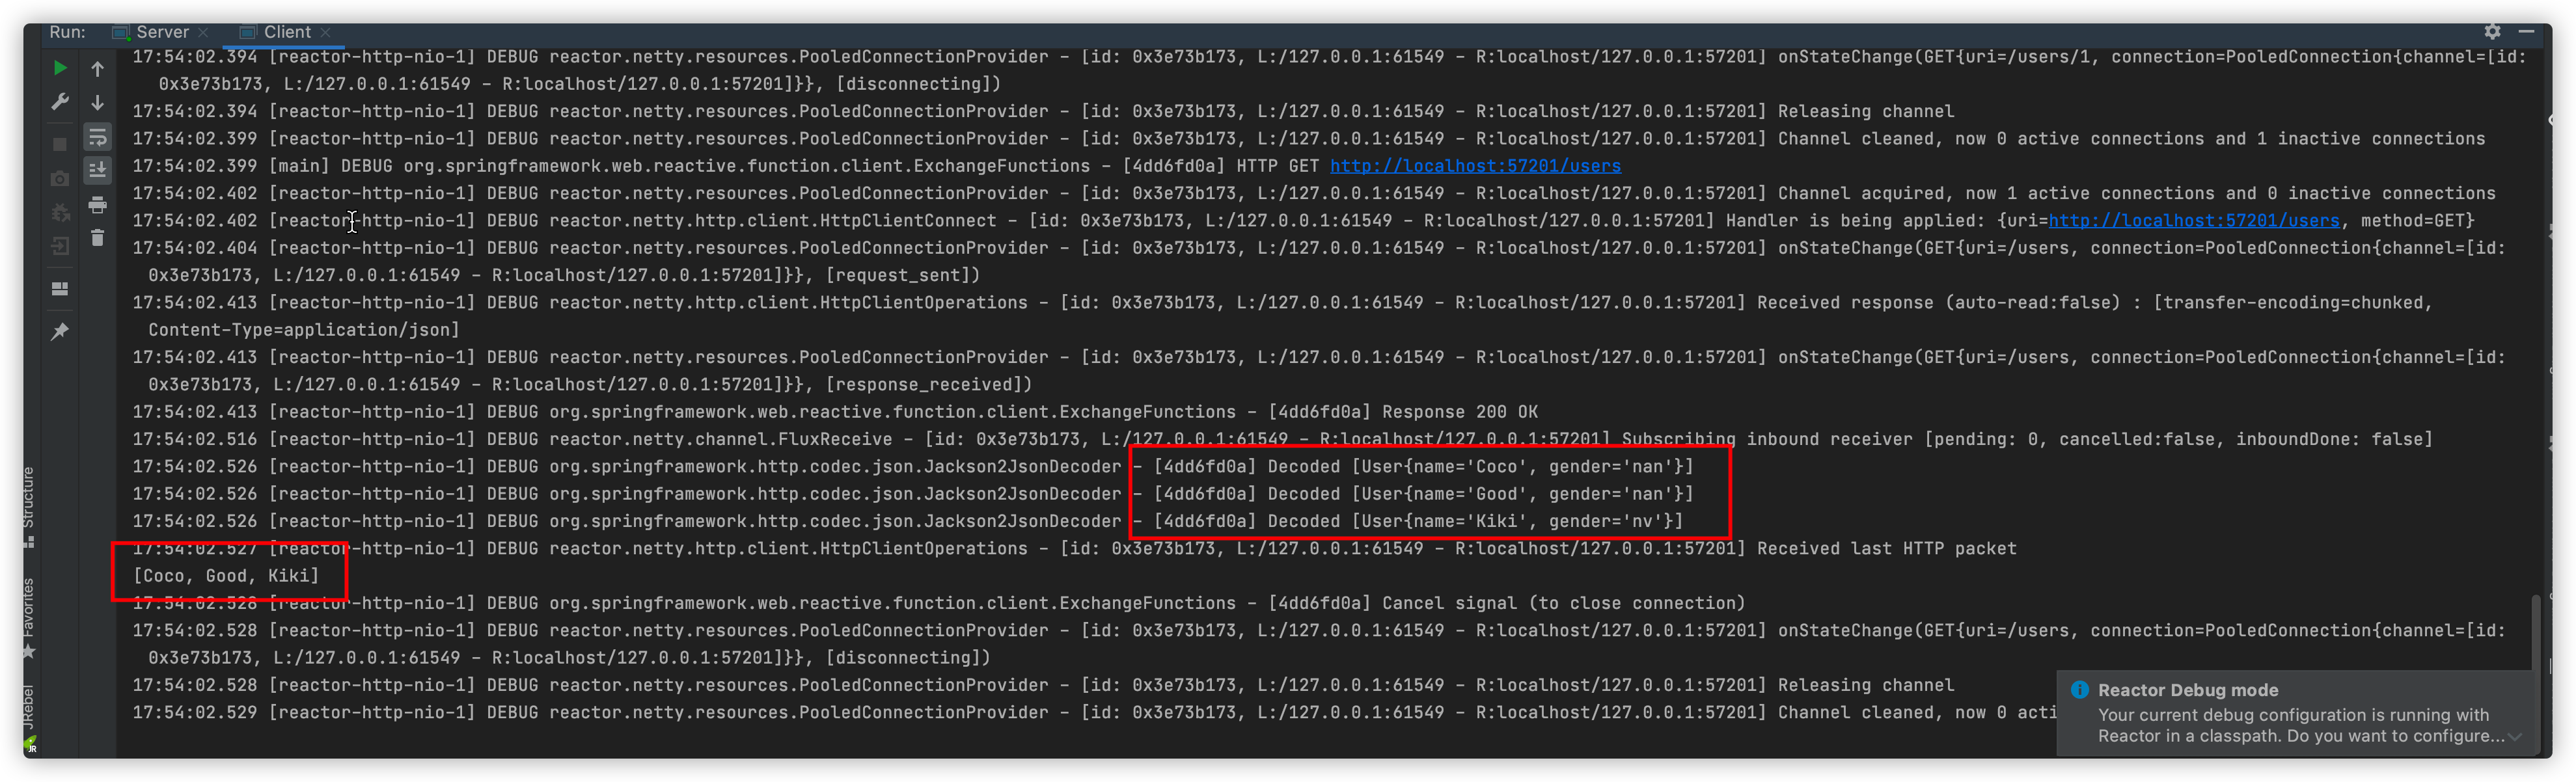 Run: Server Client
17:54:02.394 [reactor-http-nio-1] DEBUG reactor.netty.resources.PooledConnectionProvider - [id: 0x3e73b173, L:/127.0.0.1:61549 - R:localhost/127.0.0.1:57201] onStateChange(GET{uri=/users/1, connection=PooledConnection{channel=[id:
0x3e73b173, L:/127.0.0.1:61549 - R:localhost/127.0.0.1:57201]}}, [disconnecting])
17:54:02.394 [reactor-http-nio-1] DEBUG reactor.netty.resources.PooledConnectionProvider - [id: 0x3e73b173, L:/127.0.0.1:61549 - R:localhost/127.0.0.1:57201] Releasing channel
17:54:02.399 [reactor-http-nio-1] DEBUG reactor.netty.resources.PooledConnectionProvider - [id: 0x3e73b173, L:/127.0.0.1:61549 - R:localhost/127.0.0.1:57201] Channel cleaned, now 0 active connections and 1 inactive connections
17:54:02.399 [main] DEBUG org.springframework.web.reactive.function.client.ExchangeFunctions - [4dd6fd0a] HTTP GET http://localhost:57201/users
17:54:02.402 [reactor-http-nio-1] DEBUG reactor.netty.resources.PooledConnectionProvider - [id: 0x3e73b173, L:/127.0.0.1:61549 - R:localhost/127.0.0.1:57201] Channel acquired, now 1 active connections and 0 inactive connections
17:54:02.402 [reactor-http-nio-1] DEBUG reactor.netty.http.client.HttpClientConnect - [id: 0x3e73b173, L:/127.0.0.1:61549 - R:localhost/127.0.0.1:57201] Handler is being applied: {uri=http://localhost:57201/users, method=GET}
17:54:02.404 [reactor-http-nio-1] DEBUG reactor.netty.resources.PooledConnectionProvider - [id: 0x3e73b173, L:/127.0.0.1:61549 - R:localhost/127.0.0.1:57201] onStateChange(GET{uri=/users, connection=PooledConnection{channel=[id:
0x3e73b173, L:/127.0.0.1:61549 - R:localhost/127.0.0.1:57201]}}, [request_sent])
17:54:02.413 [reactor-http-nio-1] DEBUG reactor.netty.http.client.HttpClientOperations - [id: 0x3e73b173, L:/127.0.0.1:61549 - R:localhost/127.0.0.1:57201] Received response (auto-read:false) : [transfer-encoding=chunked,
Content-Type=application/json]
17:54:02.413 [reactor-http-nio-1] DEBUG reactor.netty.resources.PooledConnectionProvider - [id: 0x3e73b173, L:/127.0.0.1:61549 - R:localhost/127.0.0.1:57201] onStateChange(GET{uri=/users, connection=PooledConnection{channel=[id:
0x3e73b173, L:/127.0.0.1:61549 - R:localhost/127.0.0.1:57201]}}, [response_received])
17:54:02.413 [reactor-http-nio-1] DEBUG org.springframework.web.reactive.function.client.ExchangeFunctions - [4dd6fd0a] Response 200 OK
17:54:02.516 [reactor-http-nio-1] DEBUG reactor.netty.channel.FluxReceive - [id: 0x3e73b173, L:/127.0.0.1:61549 - R:localhost/127.0.0.1:57201] Subscribing inbound receiver [pending: 0, cancelled:false, inboundDone: false]
17:54:02.526 [reactor-http-nio-1] DEBUG org.springframework.http.codec.json.Jackson2JsonDecoder - [4dd6fd0a] Decoded [User{name='Coco', gender='nan'}]
17:54:02.526 [reactor-http-nio-1] DEBUG org.springframework.http.codec.json.Jackson2JsonDecoder - [4dd6fd0a] Decoded [User{name='Good', gender='nan'}]
17:54:02.526 [reactor-http-nio-1] DEBUG org.springframework.http.codec.json.Jackson2JsonDecoder - [4dd6fd0a] Decoded [User{name='Kiki', gender='nv'}]
17:54:02.527 [reactor-http-nio-1] DEBUG reactor.netty.http.client.HttpClientOperations - [id: 0x3e73b173, L:/127.0.0.1:61549 - R:localhost/127.0.0.1:57201] Received last HTTP packet
[Coco, Good, Kiki]
17:54:02.528 [reactor-http-nio-1] DEBUG org.springframework.web.reactive.function.client.ExchangeFunctions - [4dd6fd0a] Cancel signal (to close connection)
17:54:02.528 [reactor-http-nio-1] DEBUG reactor.netty.resources.PooledConnectionProvider - [id: 0x3e73b173, L:/127.0.0.1:61549 - R:localhost/127.0.0.1:57201] onStateChange(GET{uri=/users, connection=PooledConnection{channel=[id:
0x3e73b173, L:/127.0.0.1:61549 - R:localhost/127.0.0.1:57201]}}, [disconnecting])
17:54:02.528 [reactor-http-nio-1] DEBUG reactor.netty.resources.PooledConnectionProvider - [id: 0x3e73b173, L:/127.0.0.1:61549 - R:localhost/127.0.0.1:57201] Releasing channel
17:54:02.529 [reactor-http-nio-1] DEBUG reactor.netty.resources.PooledConnectionProvider - [id: 0x3e73b173, L:/127.0.0.1:61549 - R:localhost/127.0.0.1:57201] Channel cleaned, now 0 acti
Reactor Debug mode
Your current debug configuration is running with
Reactor in a classpath. Do you want to configure...
Structure
Favorites
JRebel
JR